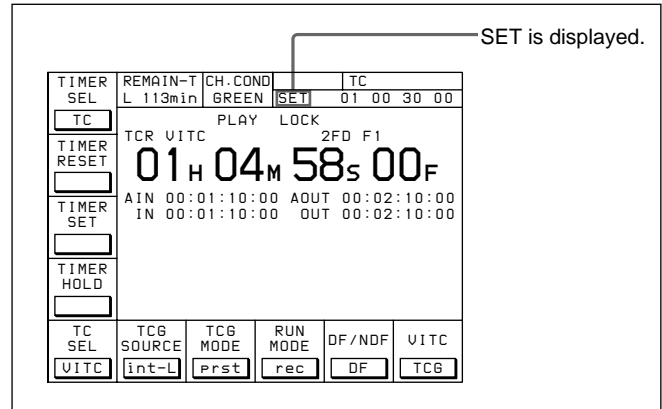 SET is displayed.
TIMER SEL
TC
REMAIN-T
L 113min
CH.COND
GREEN
SET
TC
01 00 30 00
PLAY LOCK
TCR VITC 2FD F1
01H 04M 58S 00F
AIN 00:01:10:00 AOUT 00:02:10:00
IN 00:01:10:00 OUT 00:02:10:00
TIMER RESET
TIMER SET
TIMER HOLD
TC SEL
VITC
TCG SOURCE
int-L
TCG MODE
prst
RUN MODE
rec
DF/NDF
DF
VITC
TCG